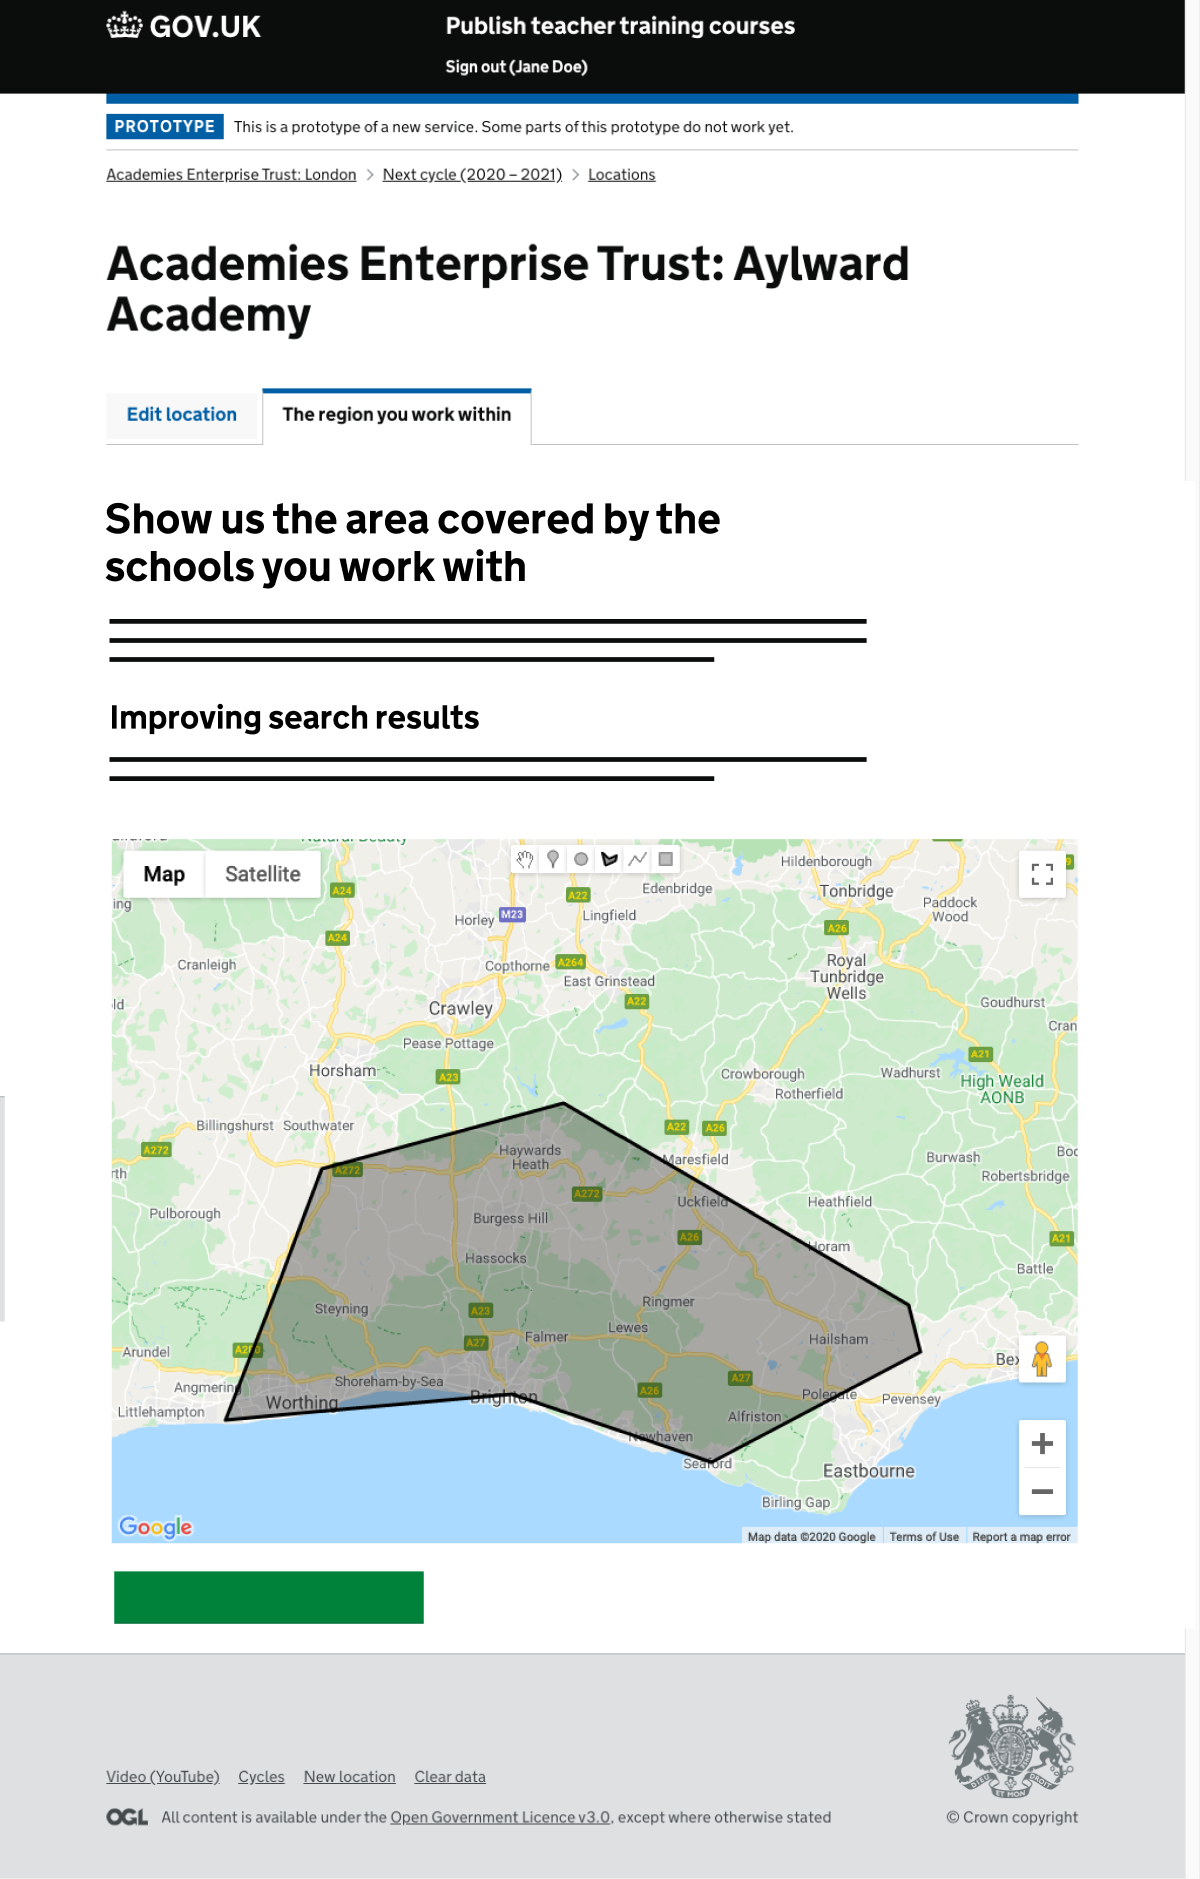 GOV.UK
Publish teacher training courses
Sign out (Jane Doe)
PROTOTYPE This is a prototype of a new service. Some parts of this prototype do not work yet.
Academies Enterprise Trust: London > Next cycle (2020 – 2021) > Locations
Academies Enterprise Trust: Aylward
Academy
Edit location
The region you work within
Show us the area covered by the
schools you work with
Improving search results
Map
Satellite
Hildenborough
A24
A22
Edenbridge
Tonbridge
9
ing
Horley
M23
Lingfield
Paddock
Wood
A24
A26
Cranleigh
Copthorne
A264
East Grinstead
Royal
Tunbridge
Wells
ld
Crawley
A22
Goudhurst
Cran
Pease Pottage
A21
Horsham
A23
Crowborough
Rotherfield
Wadhurst
High Weald
AONB
Billingshurst
Southwater
A22
A26
A272
Haywards
Heath
Maresfield
Burwash
Boc
rth
A272
Robertsbridge
A272
Uckfield
Heathfield
Pulborough
Burgess Hill
A26
Horam
A21
Hassocks
Battle
Steyning
A23
Ringmer
Lewes
Falmer
Hailsham
A27
Arundel
A280
Bex
Angmering
Shoreham-by-Sea
A27
A26
Littlehampton
Worthing
Brighton
Polegate
Pevensey
Alfriston
Newhaven
Seaford
Eastbourne
Birling Gap
Google
Map data ©2020 Google
Terms of Use
Report a map error
Video (YouTube) Cycles New location Clear data
OGL All content is available under the Open Government Licence v3.0, except where otherwise stated
© Crown copyright